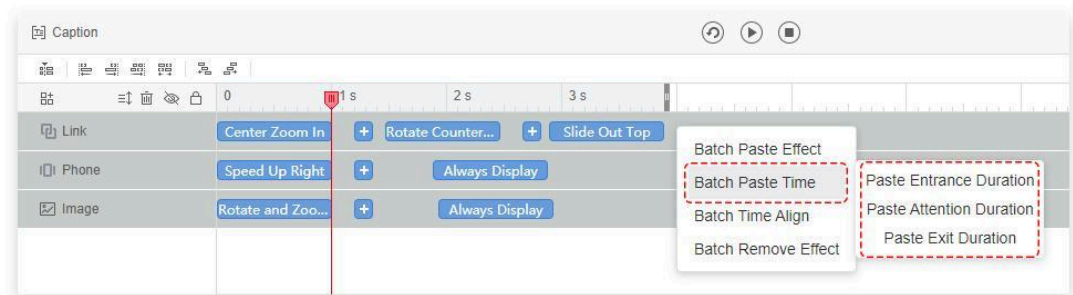 Caption
0 1 s 2 s 3 s
Link Center Zoom In + Rotate Counter... + Slide Out Top
Phone Speed Up Right + Always Display
Image Rotate and Zoo... + Always Display
Batch Paste Effect
Batch Paste Time
Batch Time Align
Batch Remove Effect
Paste Entrance Duration
Paste Attention Duration
Paste Exit Duration